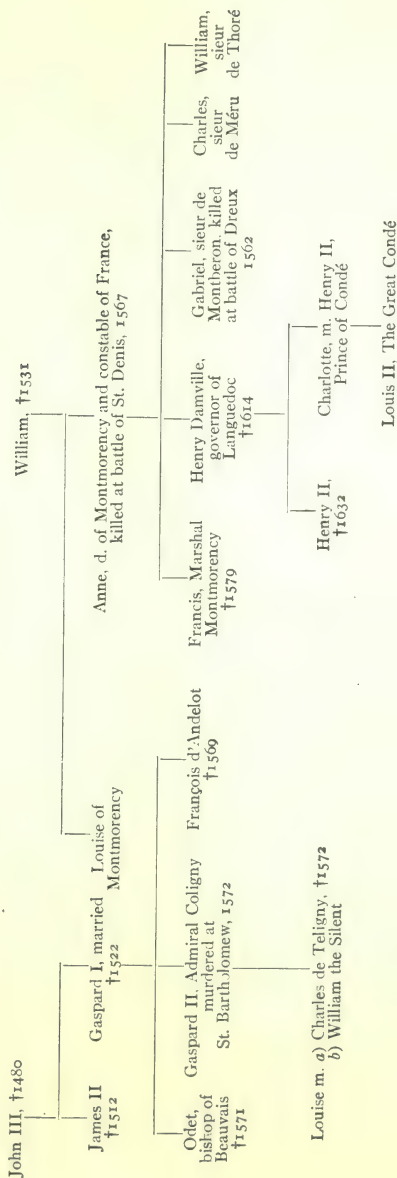 John III, †1480
William, †1531
James II
†1512
Gaspard I, married
†1522
Louise of
Montmorency
Anne, d. of Montmorency and constable of France,
killed at battle of St. Denis, 1567
Odet,
bishop of
Beauvais
†1571
Gaspard II. Admiral Coligny
murdered at
St. Bartholomew, 1572
François d'Andelot
†1569
Francis, Marshal
Montmorency
†1579
Henry Damville,
governor of
Languedoc
†1614
Gabriel, sieur de
Montberon. killed
at battle of Dreux
1562
Charles,
sieur
de Méru
William,
sieur
de Thoré
Louise m. a) Charles de Teligny, †1572
b) William the Silent
Henry II,
†1632
Charlotte, m. Henry II,
Prince of Condé
Louis II, The Great Condé